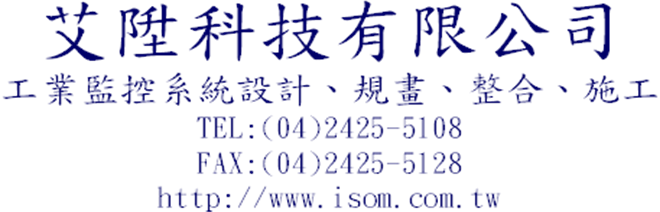 艾陞科技有限公司
工業監控系統設計、規畫、整合、施工
TEL:(04)2425-5108
FAX:(04)2425-5128
http://www.isom.com.tw